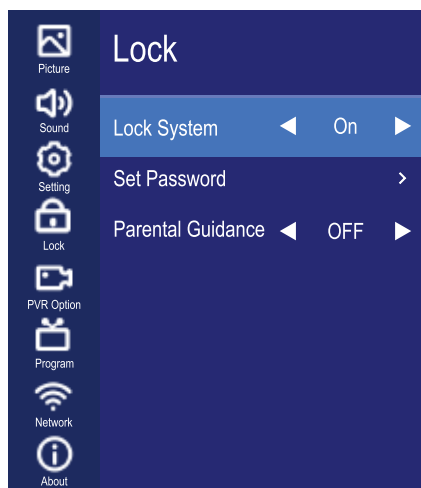 Picture
Sound
Setting
Lock
PVR Option
Program
Network
About
Lock
Lock System On
Set Password
Parental Guidance OFF